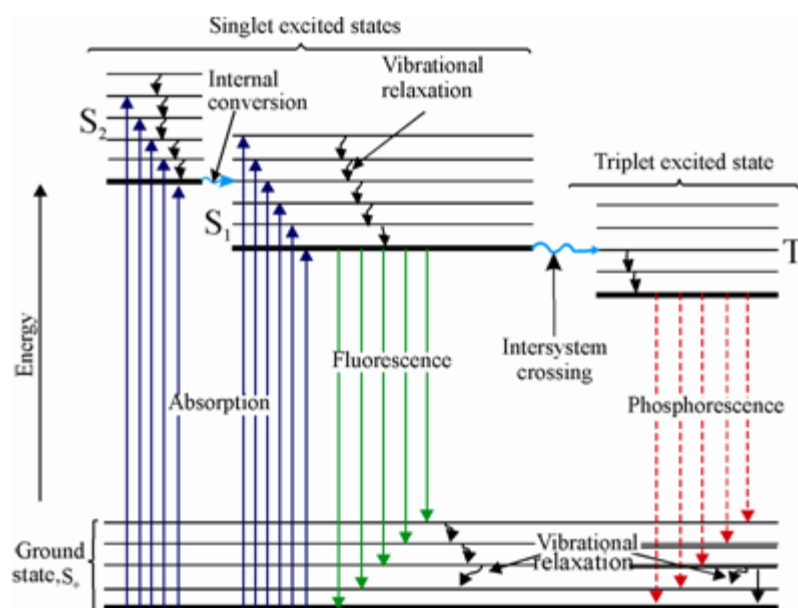 Singlet excited states
Internal
conversion
Vibrational
relaxation
S₂
Triplet excited state
S₁
T
Energy
Fluorescence
Intersystem
crossing
Absorption
Phosphorescence
Ground
state,Sₒ
Vibrational
relaxation